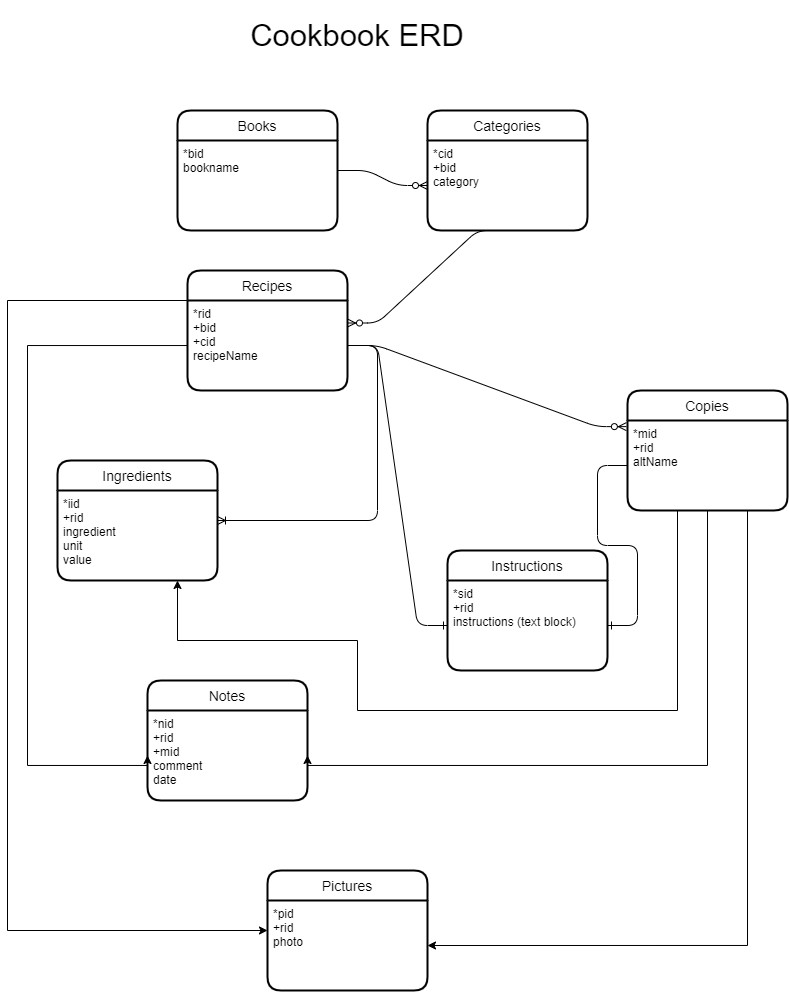 Cookbook ERD
Books
*bid
bookname
Categories
*cid
+bid
category
Recipes
*rid
+bid
+cid
recipeName
Copies
*mid
+rid
altName
Ingredients
*iid
+rid
ingredient
unit
value
Instructions
*sid
+rid
instructions (text block)
Notes
*nid
+rid
+mid
comment
date
Pictures
*pid
+rid
photo